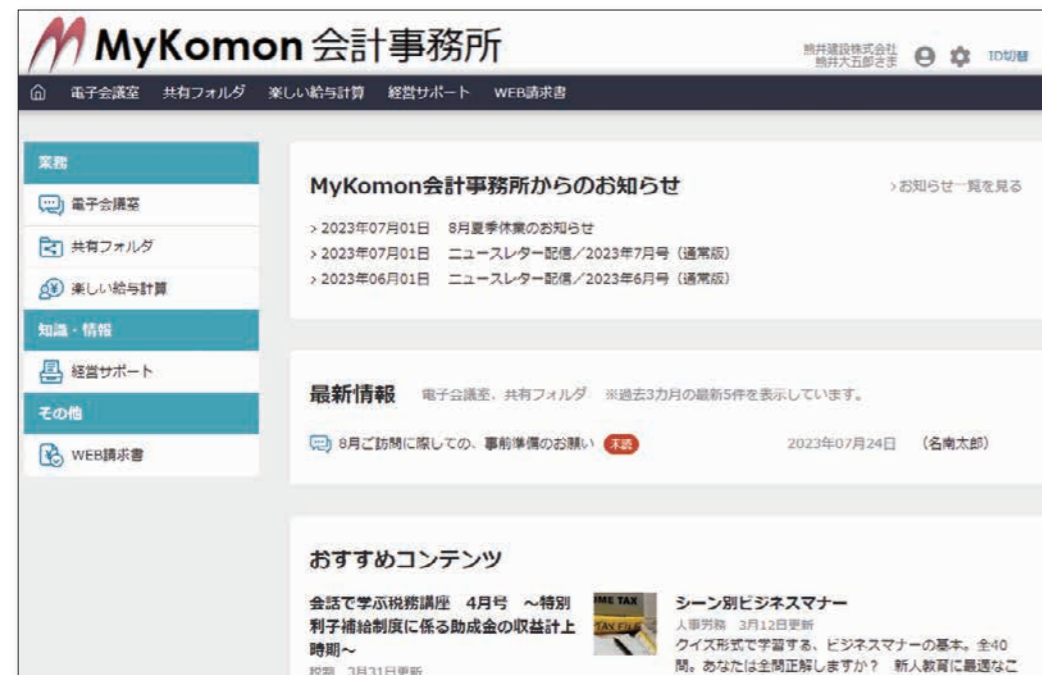 MyKomon 会計事務所
鮑井建設株式会社
鮑井大五郎さま
ID切替
電子会議室 共有フォルダ 楽しい給与計算 経営サポート WEB請求書
業務
電子会議室
共有フォルダ
楽しい給与計算
知識・情報
経営サポート
その他
WEB請求書
MyKomon会計事務所からのお知らせ
>お知らせ一覧を見る
> 2023年07月01日 8月夏季休業のお知らせ
> 2023年07月01日 ニュースレター配信／2023年7月号（通常版）
> 2023年06月01日 ニュースレター配信／2023年6月号（通常版）
最新情報 電子会議室、共有フォルダ ※過去3カ月の最新5件を表示しています。
8月ご訪問に際しての、事前準備のお願い 未読 2023年07月24日 （名南太郎）
おすすめコンテンツ
会話で学ぶ税務講座 4月号 ～特別
利子補給制度に係る助成金の収益計上
時期～
税務 3月31日更新
TAX FILE
シーン別ビジネスマナー
人事労務 3月12日更新
クイズ形式で学習する、ビジネスマナーの基本。全40
問。あなたは全問正解しますか？ 新人教育に最適なこ